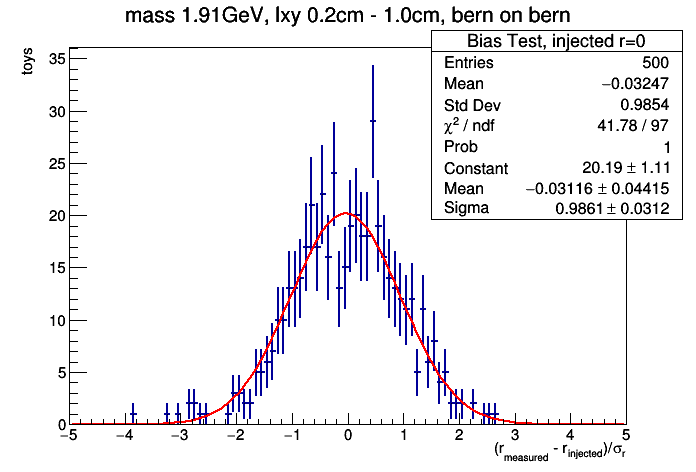 mass 1.91GeV, lxy 0.2cm - 1.0cm, bern on bern
Bias Test, injected r=0
Entries 500
Mean −0.03247
Std Dev 0.9854
χ² / ndf 41.78 / 97
Prob 1
Constant 20.19 ± 1.11
Mean −0.03116 ± 0.04415
Sigma 0.9861 ± 0.0312
toys
35
30
25
20
15
10
5
0
−5 −4 −3 −2 −1 0 1 2 3 4 5
(r_measured - r_injected)/σ_r